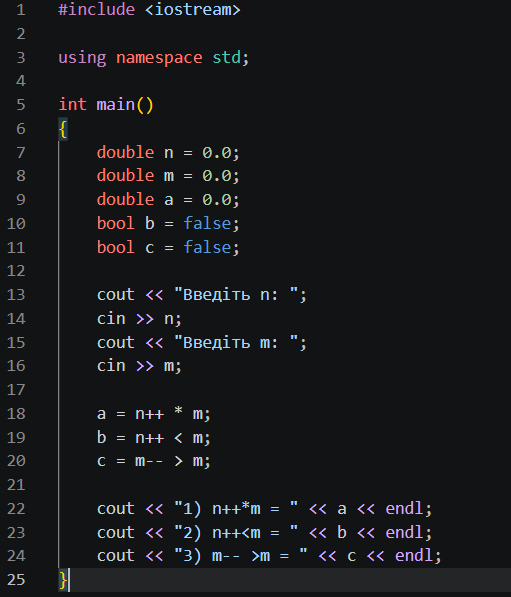 1 #include <iostream>
2
3 using namespace std;
4
5 int main()
6 {
7     double n = 0.0;
8     double m = 0.0;
9     double a = 0.0;
10     bool b = false;
11     bool c = false;
12
13     cout << "Введіть n: ";
14     cin >> n;
15     cout << "Введіть m: ";
16     cin >> m;
17
18     a = n++ * m;
19     b = n++ < m;
20     c = m-- > m;
21
22     cout << "1) n++*m = " << a << endl;
23     cout << "2) n++<m = " << b << endl;
24     cout << "3) m-- >m = " << c << endl;
25 }